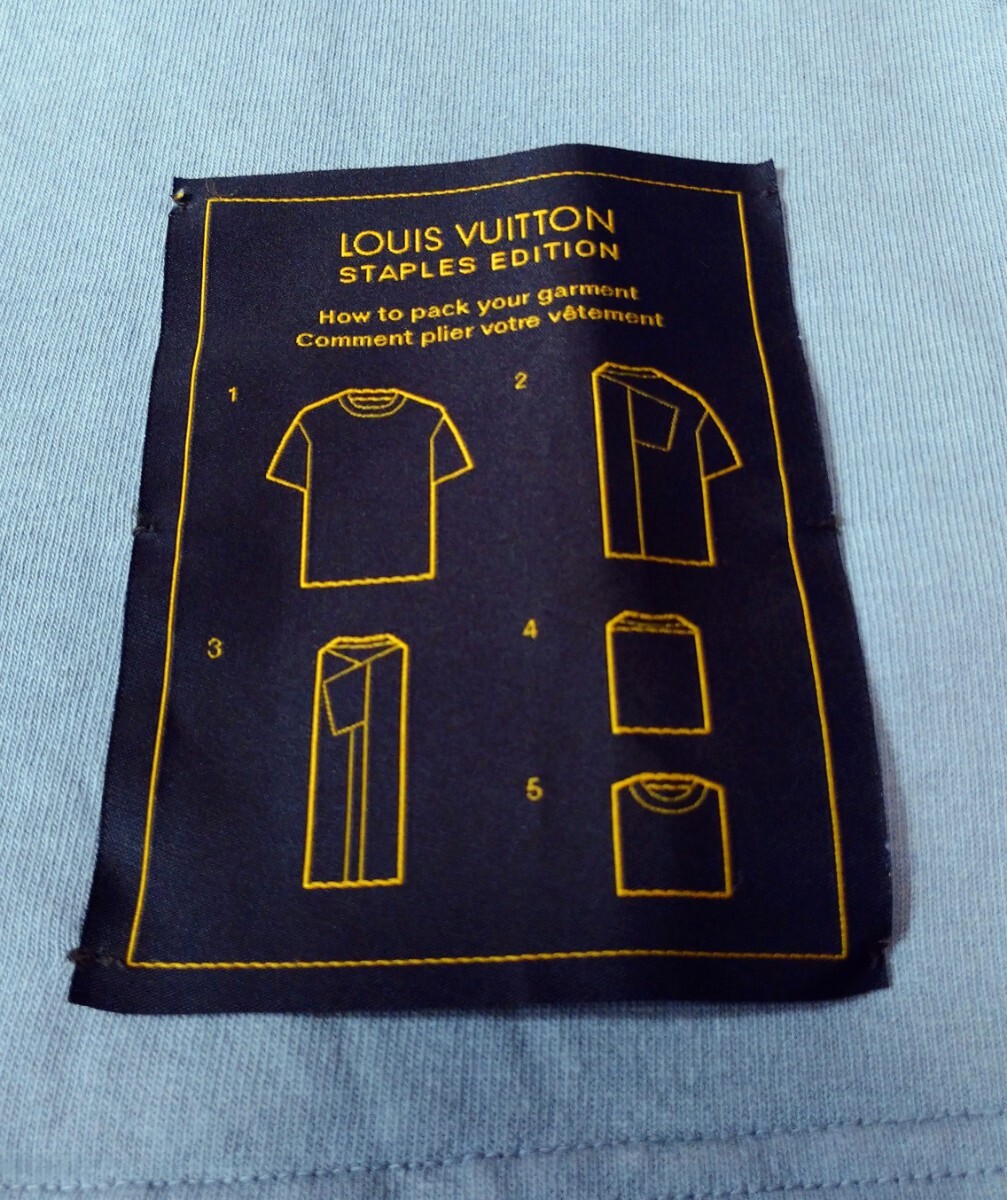 LOUIS VUITTON
STAPLES EDITION
How to pack your garment
Comment plier votre vêtement
1
2
3
4
5